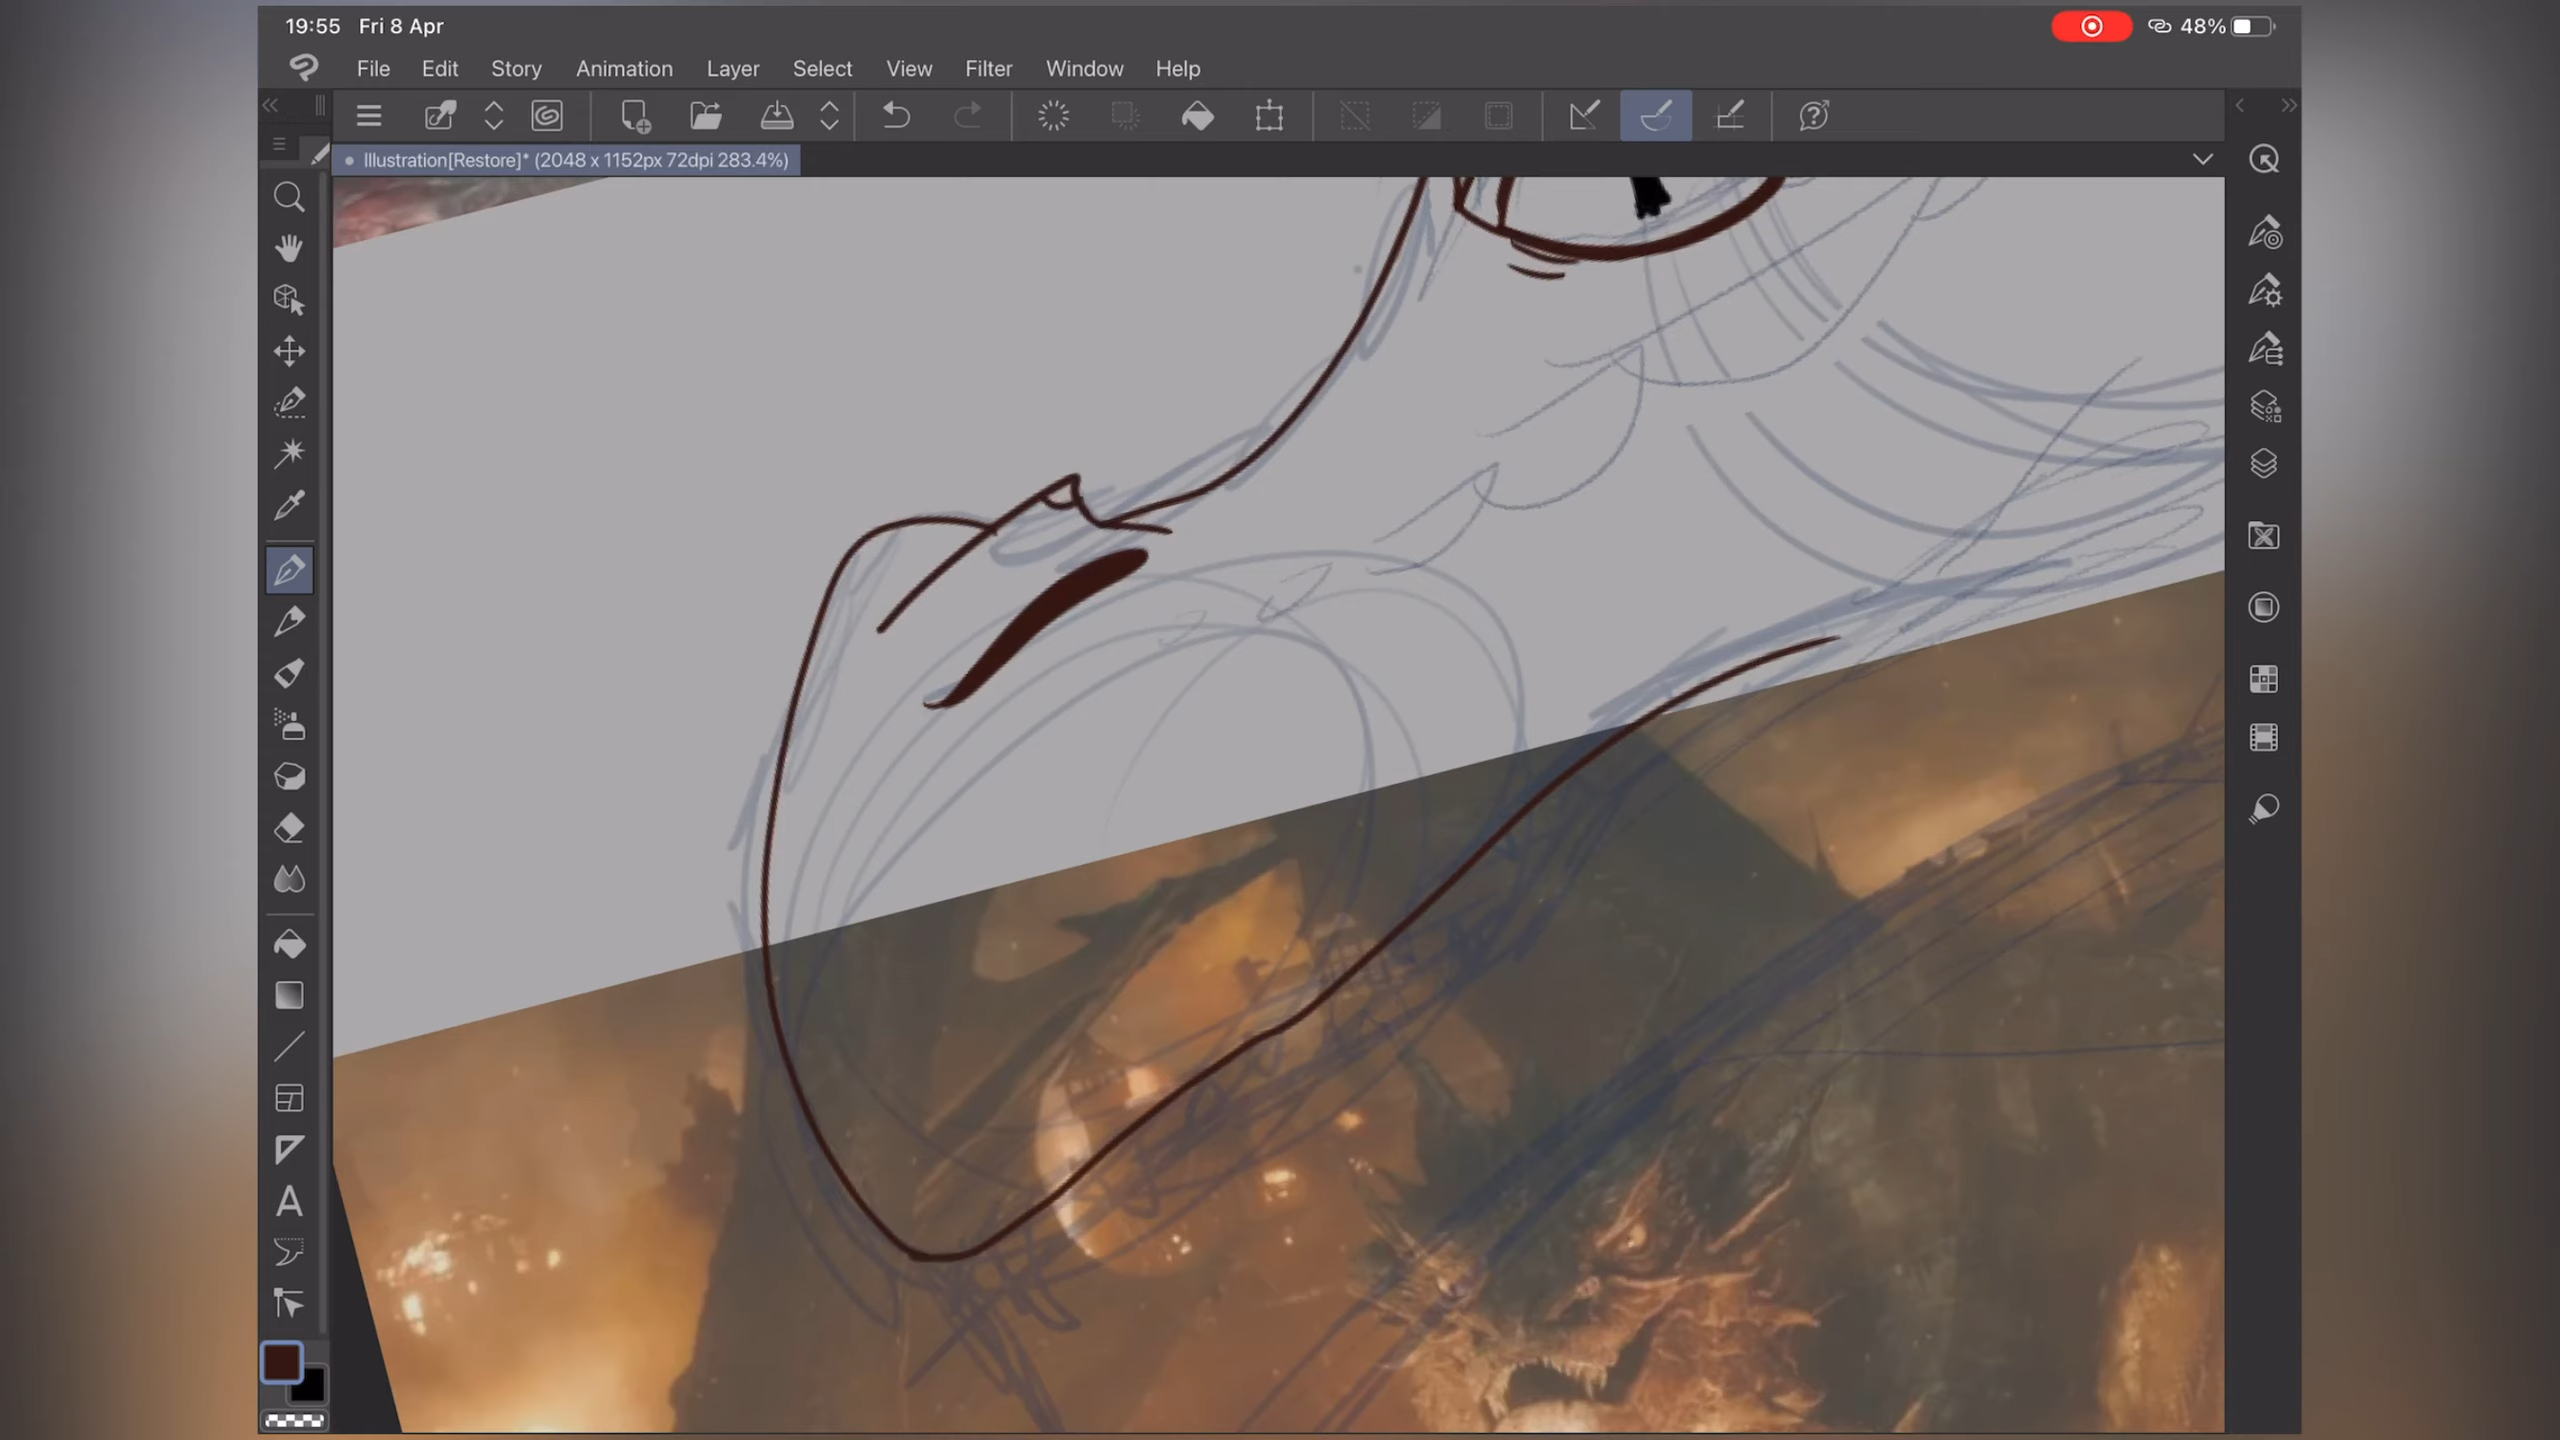 19:55 Fri 8 Apr 48%
File Edit Story Animation Layer Select View Filter Window Help
Illustration[Restore]* (2048 x 1152px 72dpi 283.4%)